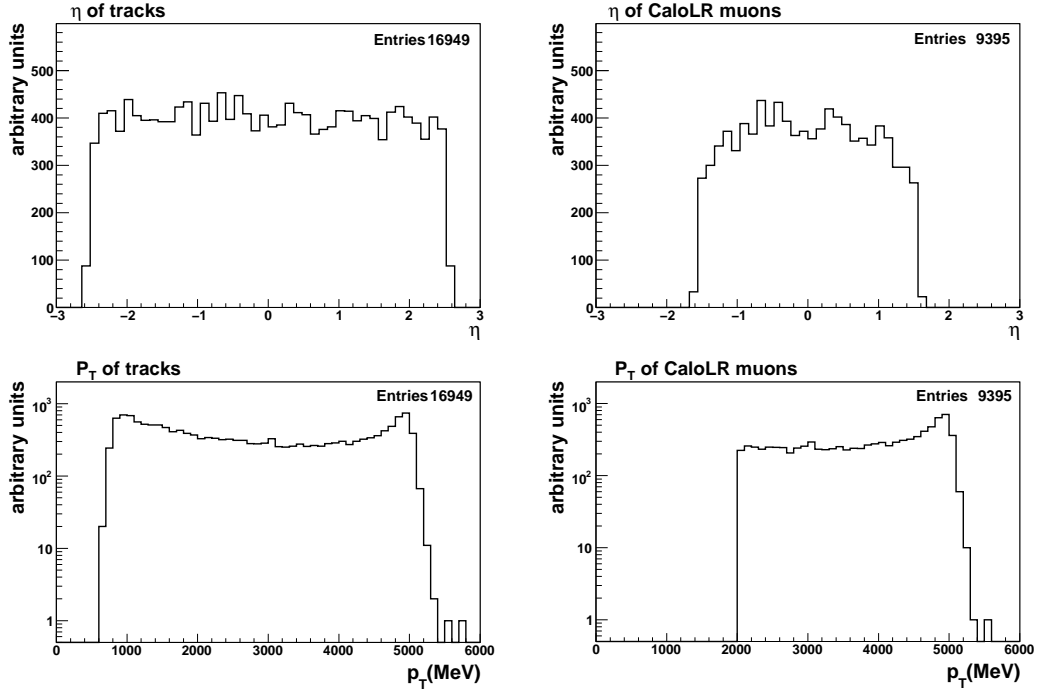 η of tracks
Entries 16949
arbitrary units
500
400
300
200
100
0
−3 −2 −1 0 1 2 3
η
η of CaloLR muons
Entries 9395
arbitrary units
500
400
300
200
100
0
−3 −2 −1 0 1 2 3
η
P_T of tracks
Entries 16949
arbitrary units
10^3
10^2
10
1
0 1000 2000 3000 4000 5000 6000
p_T(MeV)
P_T of CaloLR muons
Entries 9395
arbitrary units
10^3
10^2
10
1
0 1000 2000 3000 4000 5000 6000
p_T(MeV)